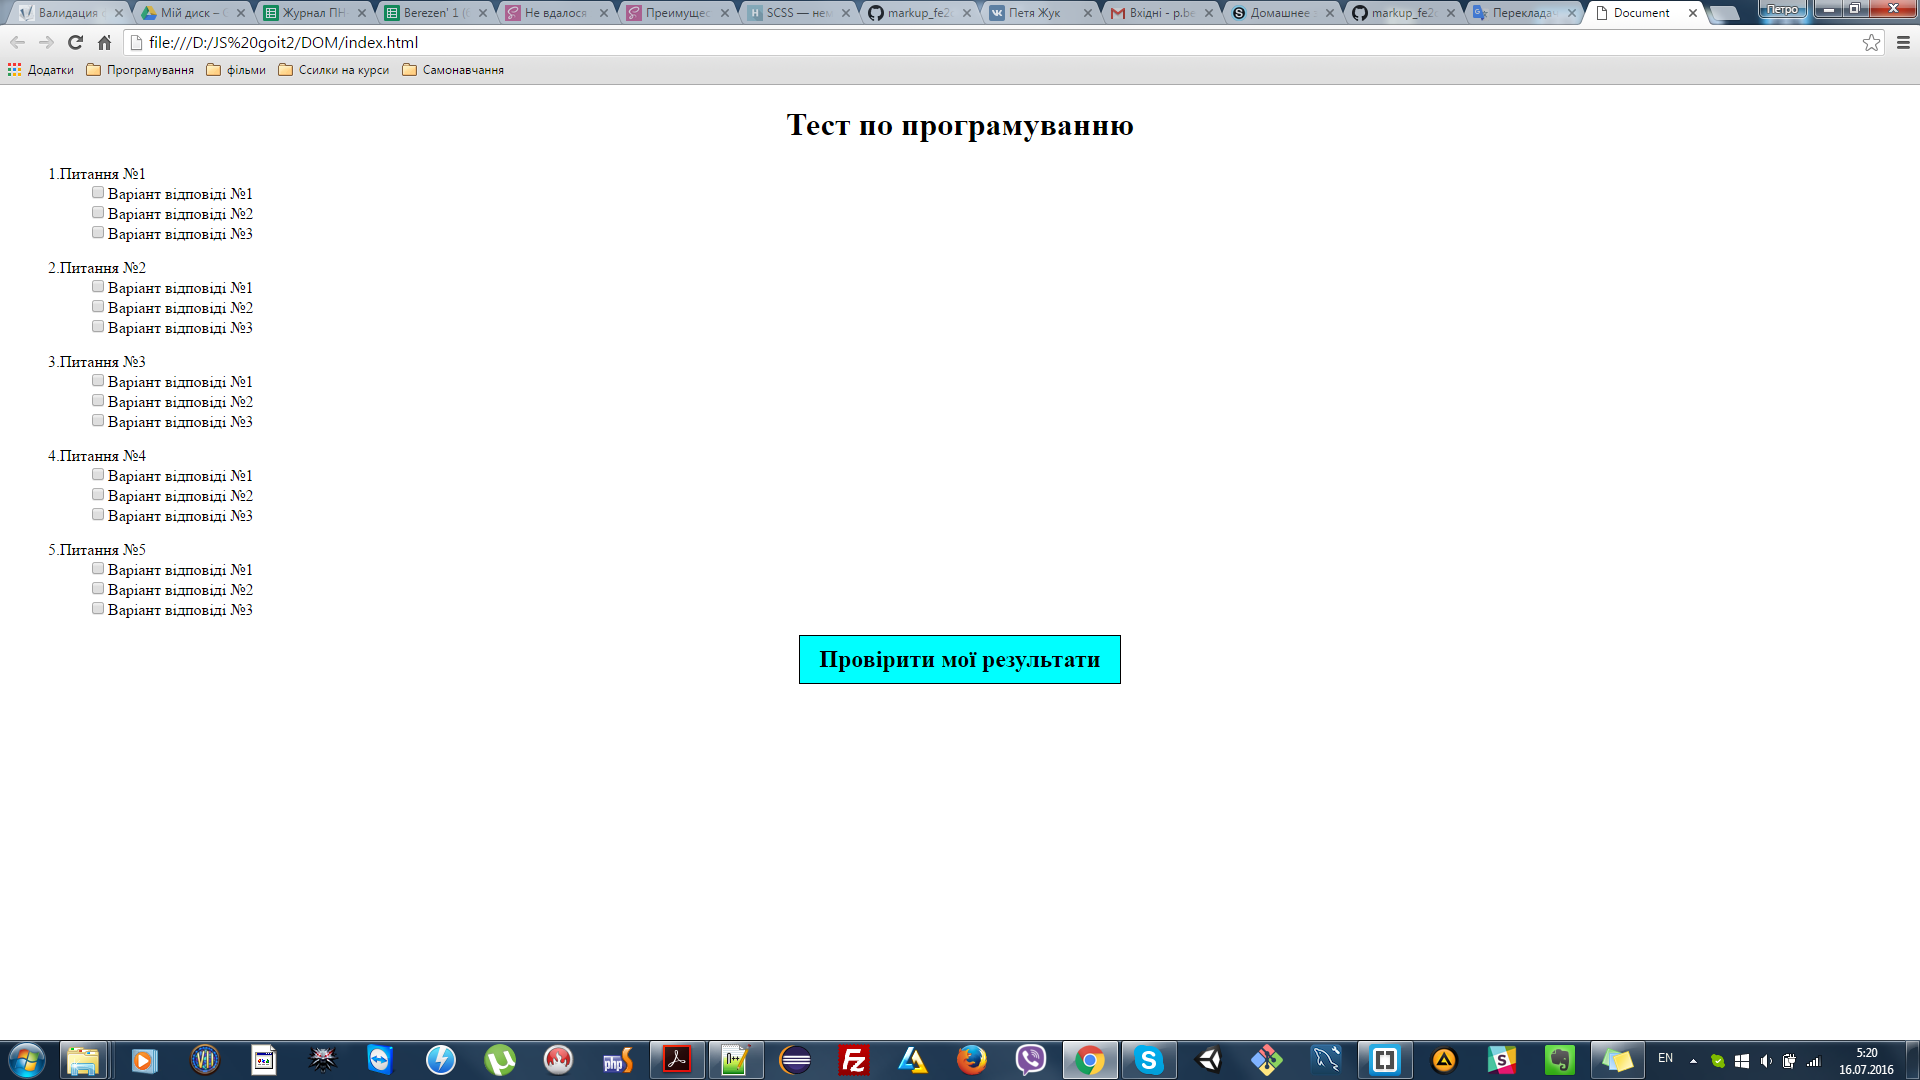 Валидация
Мій диск –
Журнал ПН
Berezen' 1 (
Не вдалося
Преимущес
SCSS — нем
markup_fe2
Петя Жук
Вхідні - p.be
Домашнее
markup_fe2
Перекладач
Document
Петро
file:///D:/JS%20goit2/DOM/index.html
Додатки Програмування фільми Ссилки на курси Самонавчання
Тест по програмуванню
1.Питання №1
Варіант відповіді №1
Варіант відповіді №2
Варіант відповіді №3
2.Питання №2
Варіант відповіді №1
Варіант відповіді №2
Варіант відповіді №3
3.Питання №3
Варіант відповіді №1
Варіант відповіді №2
Варіант відповіді №3
4.Питання №4
Варіант відповіді №1
Варіант відповіді №2
Варіант відповіді №3
5.Питання №5
Варіант відповіді №1
Варіант відповіді №2
Варіант відповіді №3
Провірити мої результати
EN
5:20
16.07.2016